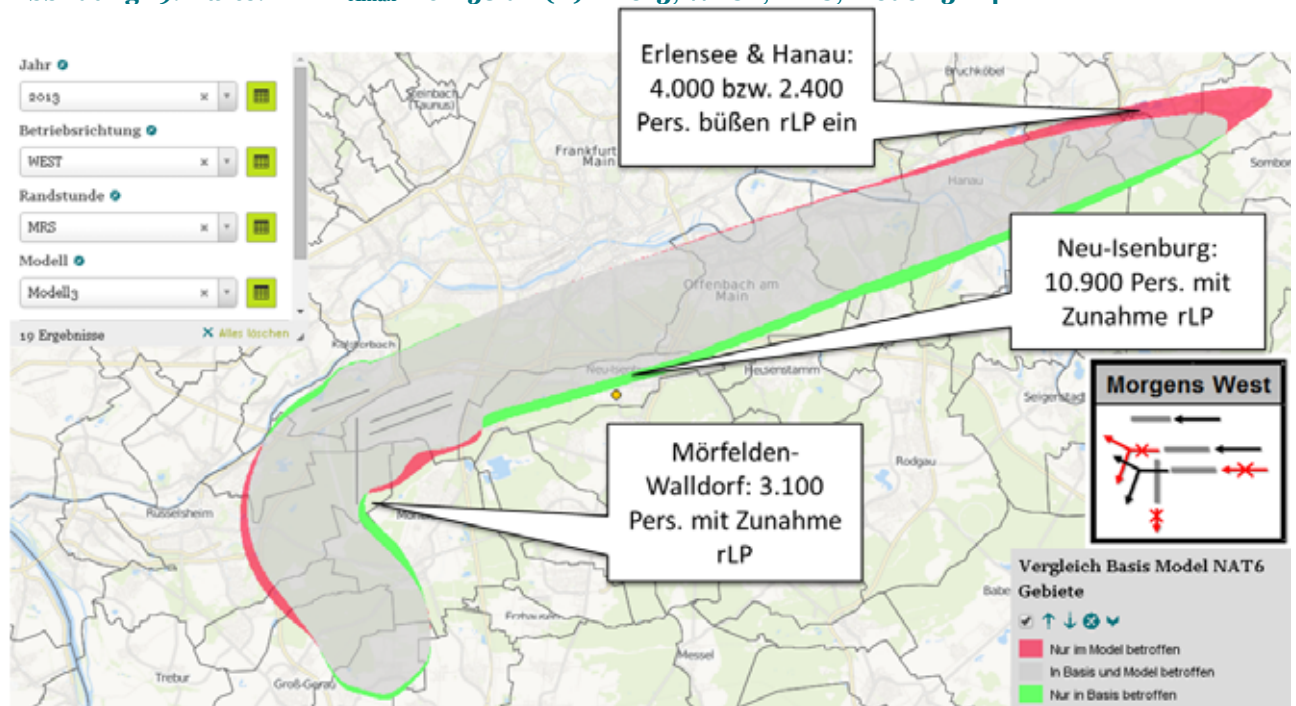 Jahr
2013
Betriebsrichtung
WEST
Randstunde
MRS
Modell
Modell3
19 Ergebnisse
Alles löschen
Erlensee & Hanau:
4.000 bzw. 2.400
Pers. büßen rLP ein
Bruchköbel
Steinbach
(Taunus)
Frankfurt
Main
Hanau
Neu-Isenburg:
10.900 Pers. mit
Zunahme rLP
Offenbach am
Main
Kelsterbach
Heusenstamm
Morgens West
Mörfelden-
Walldorf: 3.100
Pers. mit Zunahme
rLP
Rodgau
Rüsselsheim
Messel
Trebur
Groß-Gerau
Vergleich Basis Model NAT6
Gebiete
Nur im Model betroffen
In Basis und Model betroffen
Nur in Basis betroffen